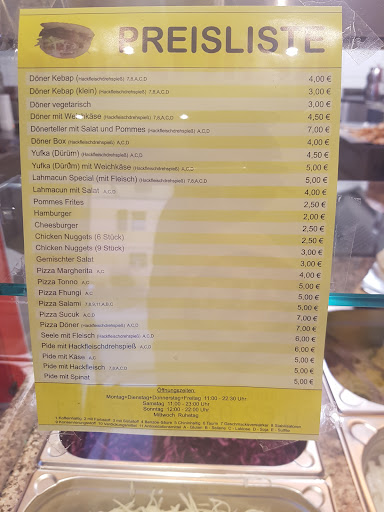 PREISLISTE
Döner Kebap (Hackfleischdrehspieß) 7,8,A,C,D 4,00 €
Döner Kebap (klein) (Hackfleischdrehspieß) 7,8,A,C,D 3,00 €
Döner vegetarisch 3,00 €
Döner mit Weichkäse (Hackfleischdrehspieß) 7,8,A,C,D 4,50 €
Dönerteller mit Salat und Pommes (Hackfleischdrehspieß) A,C,D 7,00 €
Döner Box (Hackfleischdrehspieß) A,C,D 4,00 €
Yufka (Dürüm) (Hackfleischdrehspieß) A,C,D 4,50 €
Yufka (Dürüm) mit Weichkäse (Hackfleischdrehspieß) A,C,D 5,00 €
Lahmacun Special (mit Fleisch) (Hackfleischdrehspieß) 7,8,A,C,D 5,00 €
Lahmacun mit Salat A,C,D 4,00 €
Pommes Frites 2,50 €
Hamburger 2,00 €
Cheesburger 2,50 €
Chicken Nuggets (6 Stück) 2,50 €
Chicken Nuggets (9 Stück) 3,00 €
Gemischter Salat 3,00 €
Pizza Margherita A,C 4,00 €
Pizza Tonno A,C 5,00 €
Pizza Fhungi A,C 5,00 €
Pizza Salami 5,00 €
Pizza Sucuk A,C,D 5,00 €
Pizza Döner (Hackfleischdrehspieß) A,C,D 7,00 €
Seele mit Fleisch (Hackfleischdrehspieß) 7,8,A,C,D 6,00 €
Pide mit Hackfleischdrehspieß A,C,D 6,00 €
Pide mit Käse 5,00 €
Pide mit Hackfleisch 7,8,A,C,D 5,00 €
Pide mit Spinat 5,00 €
Öffnungszeiten:
Montag+Dienstag+Donnerstag+Freitag 11:00 - 22:30 Uhr
Samstag 11:00 - 23:00 Uhr
Sonntag 12:00 - 22:00 Uhr
Mittwoch Ruhetag